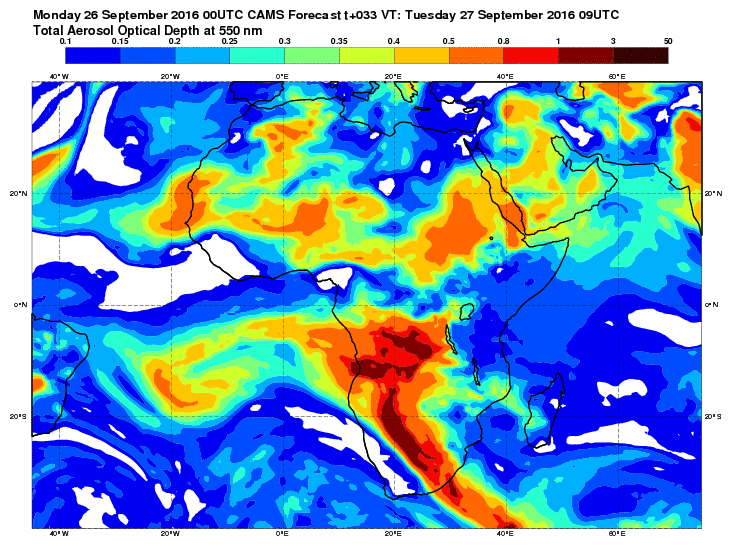 Monday 26 September 2016 00UTC CAMS Forecast t+033 VT: Tuesday 27 September 2016 09UTC
Total Aerosol Optical Depth at 550 nm
0.1 0.15 0.2 0.25 0.3 0.35 0.4 0.5 0.8 1 3 50
40°W 20°W 0°E 20°E 40°E 60°E
20°N 20°N
0°N 0°N
20°S 20°S
40°W 20°W 0°E 20°E 40°E 60°E